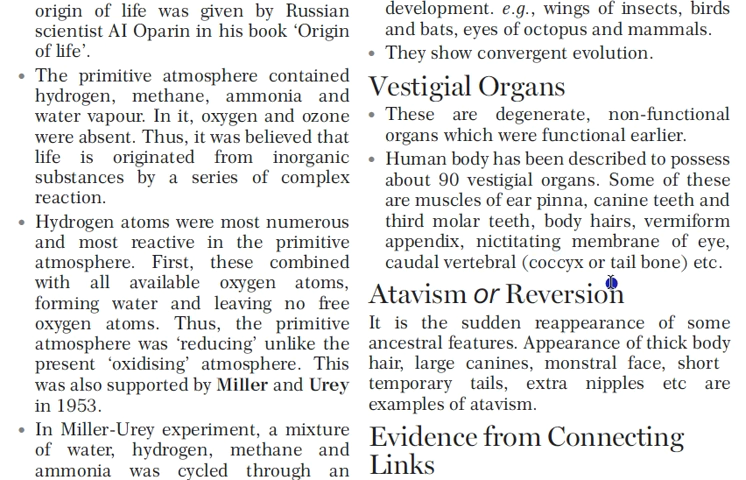 origin of life was given by Russian
scientist AI Oparin in his book ‘Origin
of life’.
• The primitive atmosphere contained
hydrogen, methane, ammonia and
water vapour. In it, oxygen and ozone
were absent. Thus, it was believed that
life is originated from inorganic
substances by a series of complex
reaction.
• Hydrogen atoms were most numerous
and most reactive in the primitive
atmosphere. First, these combined
with all available oxygen atoms,
forming water and leaving no free
oxygen atoms. Thus, the primitive
atmosphere was ‘reducing’ unlike the
present ‘oxidising’ atmosphere. This
was also supported by Miller and Urey
in 1953.
• In Miller-Urey experiment, a mixture
of water, hydrogen, methane and
ammonia was cycled through an
development. e.g., wings of insects, birds
and bats, eyes of octopus and mammals.
• They show convergent evolution.
Vestigial Organs
• These are degenerate, non-functional
organs which were functional earlier.
• Human body has been described to possess
about 90 vestigial organs. Some of these
are muscles of ear pinna, canine teeth and
third molar teeth, body hairs, vermiform
appendix, nictitating membrane of eye,
caudal vertebral (coccyx or tail bone) etc.
Atavism or Reversion
It is the sudden reappearance of some
ancestral features. Appearance of thick body
hair, large canines, monstral face, short
temporary tails, extra nipples etc are
examples of atavism.
Evidence from Connecting
Links